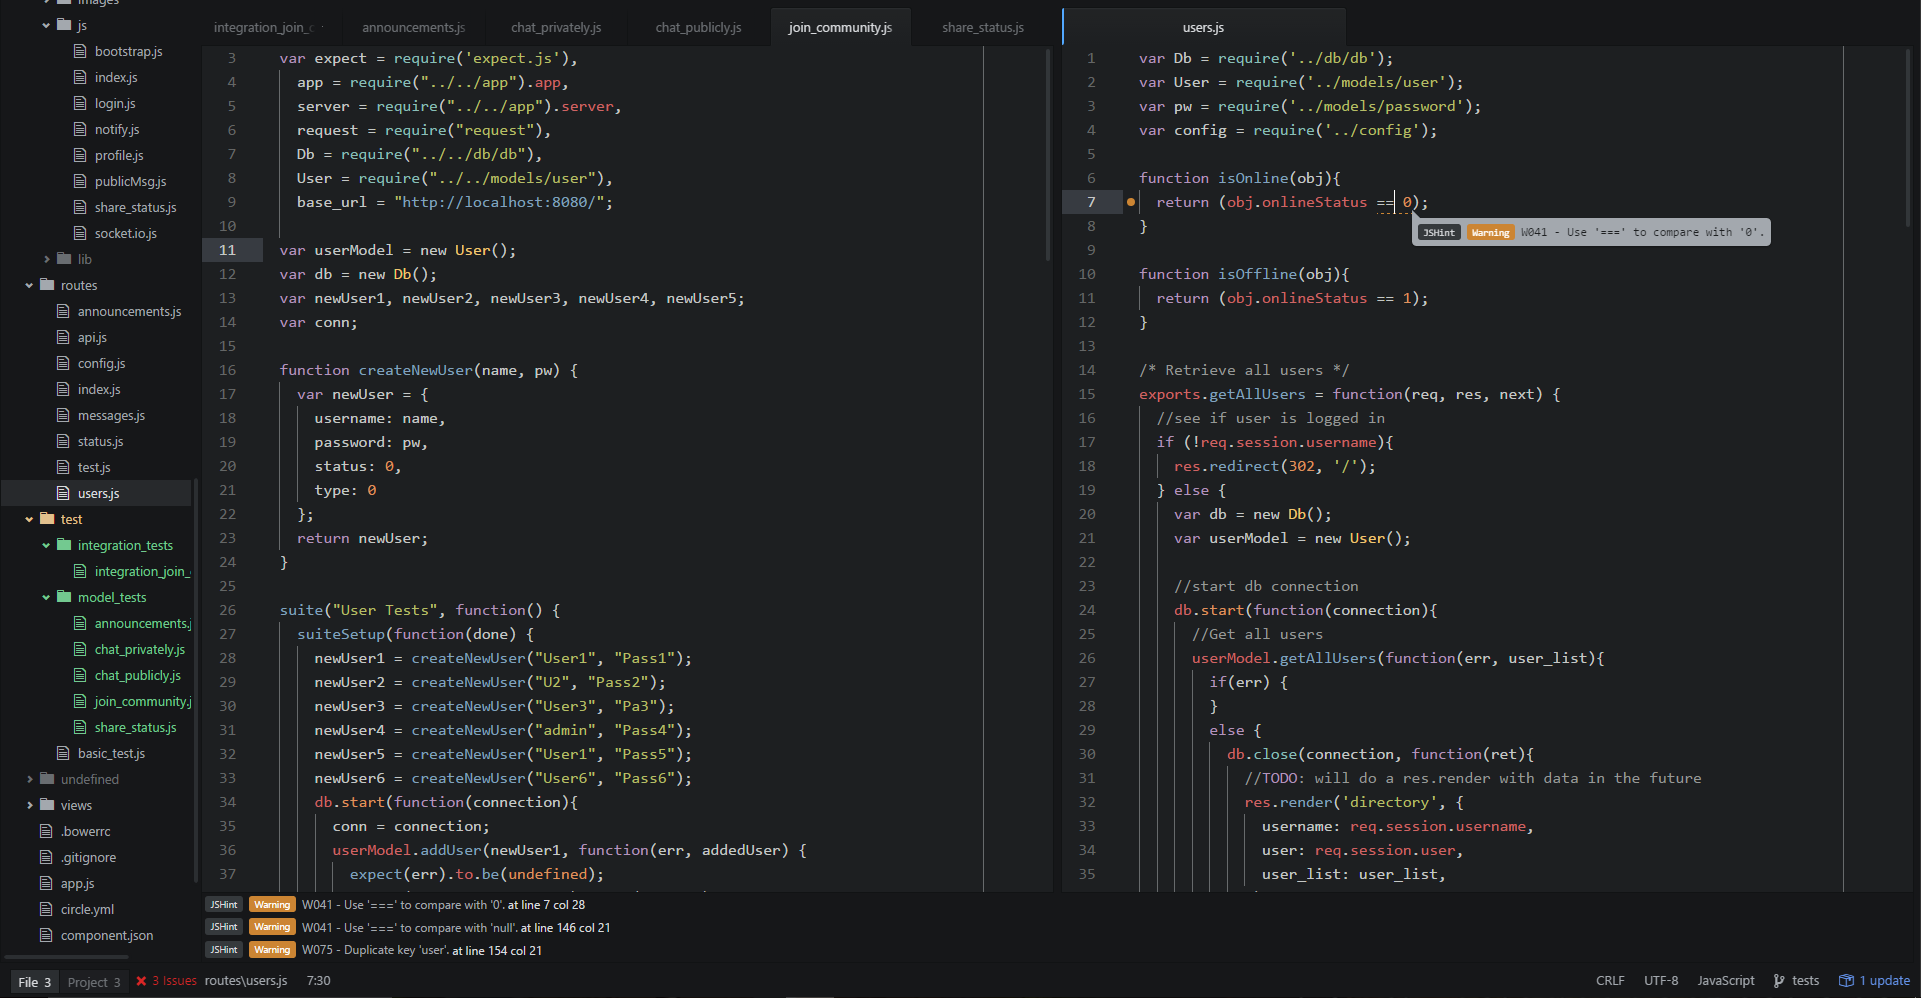 images
js
bootstrap.js
index.js
login.js
notify.js
profile.js
publicMsg.js
share_status.js
socket.io.js
lib
routes
announcements.js
api.js
config.js
index.js
messages.js
status.js
test.js
users.js
test
integration_tests
integration_join_
model_tests
announcements.j
chat_privately.js
chat_publicly.js
join_community.j
share_status.js
basic_test.js
undefined
views
.bowerrc
.gitignore
app.js
circle.yml
component.json
integration_join_c announcements.js chat_privately.js chat_publicly.js join_community.js share_status.js
3 var expect = require('expect.js'),
4 app = require("../../app").app,
5 server = require("../../app").server,
6 request = require("request"),
7 Db = require("../../db/db"),
8 User = require("../../models/user"),
9 base_url = "http://localhost:8080/";
10
11 var userModel = new User();
12 var db = new Db();
13 var newUser1, newUser2, newUser3, newUser4, newUser5;
14 var conn;
15
16 function createNewUser(name, pw) {
17 var newUser = {
18 username: name,
19 password: pw,
20 status: 0,
21 type: 0
22 };
23 return newUser;
24 }
25
26 suite("User Tests", function() {
27 suiteSetup(function(done) {
28 newUser1 = createNewUser("User1", "Pass1");
29 newUser2 = createNewUser("U2", "Pass2");
30 newUser3 = createNewUser("User3", "Pa3");
31 newUser4 = createNewUser("admin", "Pass4");
32 newUser5 = createNewUser("User1", "Pass5");
33 newUser6 = createNewUser("User6", "Pass6");
34 db.start(function(connection){
35 conn = connection;
36 userModel.addUser(newUser1, function(err, addedUser) {
37 expect(err).to.be(undefined);
users.js
1 var Db = require('../db/db');
2 var User = require('../models/user');
3 var pw = require('../models/password');
4 var config = require('../config');
5
6 function isOnline(obj){
7 return (obj.onlineStatus == 0);
JSHint Warning W041 - Use '===' to compare with '0'.
8 }
9
10 function isOffline(obj){
11 return (obj.onlineStatus == 1);
12 }
13
14 /* Retrieve all users */
15 exports.getAllUsers = function(req, res, next) {
16 //see if user is logged in
17 if (!req.session.username){
18 res.redirect(302, '/');
19 } else {
20 var db = new Db();
21 var userModel = new User();
22
23 //start db connection
24 db.start(function(connection){
25 //Get all users
26 userModel.getAllUsers(function(err, user_list){
27 if(err) {
28 }
29 else {
30 db.close(connection, function(ret){
31 //TODO: will do a res.render with data in the future
32 res.render('directory', {
33 username: req.session.username,
34 user: req.session.user,
35 user_list: user_list,
JSHint Warning W041 - Use '===' to compare with '0'. at line 7 col 28
JSHint Warning W041 - Use '===' to compare with 'null'. at line 146 col 21
JSHint Warning W075 - Duplicate key 'user'. at line 154 col 21
File 3 Project 3 3 Issues routes\users.js 7:30 CRLF UTF-8 JavaScript tests 1 update